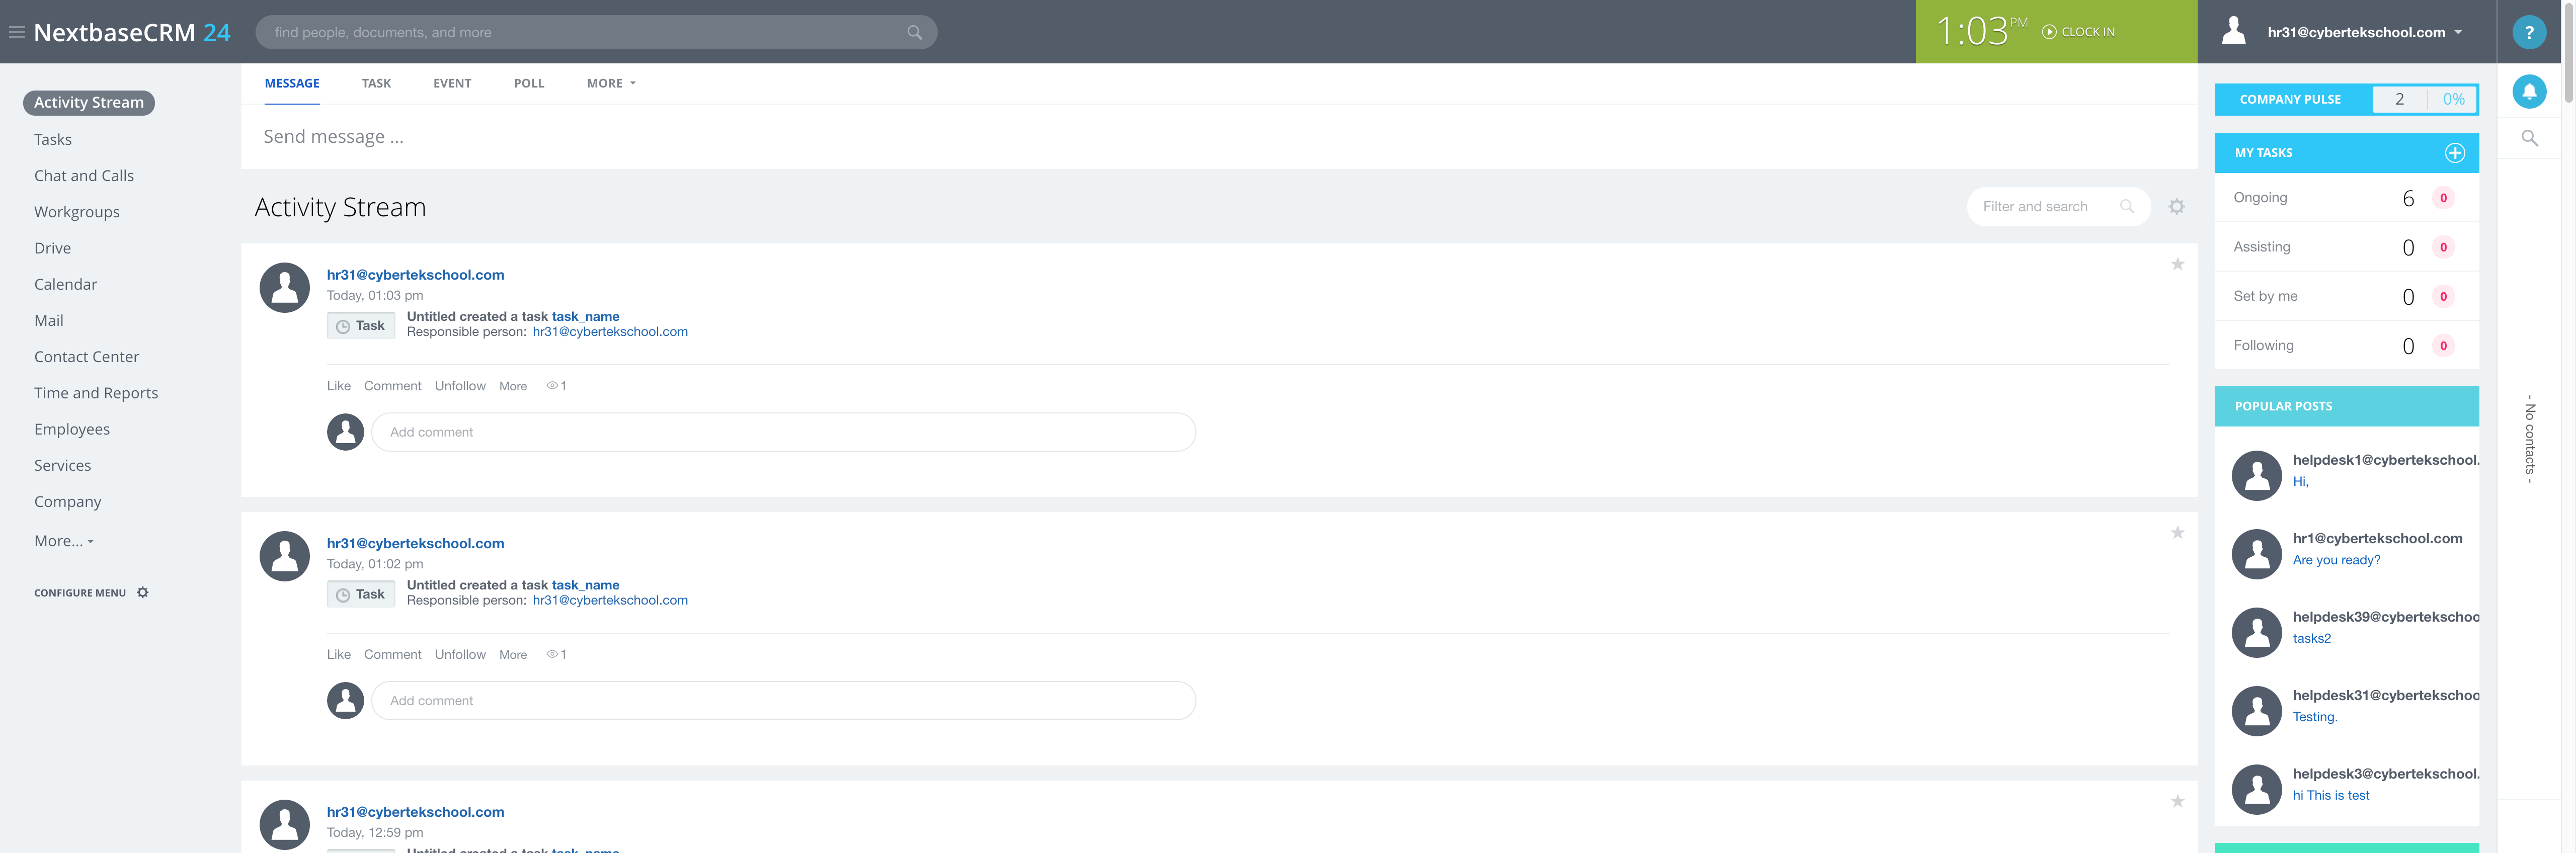 NextbaseCRM 24
find people, documents, and more
1:03 PM
CLOCK IN
hr31@cybertekschool.com
?
Activity Stream
Tasks
Chat and Calls
Workgroups
Drive
Calendar
Mail
Contact Center
Time and Reports
Employees
Services
Company
More...
CONFIGURE MENU
MESSAGE TASK EVENT POLL MORE
Send message ...
Activity Stream
Filter and search
hr31@cybertekschool.com
Today, 01:03 pm
Task
Untitled created a task task_name
Responsible person: hr31@cybertekschool.com
Like Comment Unfollow More 1
Add comment
hr31@cybertekschool.com
Today, 01:02 pm
Task
Untitled created a task task_name
Responsible person: hr31@cybertekschool.com
Like Comment Unfollow More 1
Add comment
hr31@cybertekschool.com
Today, 12:59 pm
Untitled created a task task_name
COMPANY PULSE 2 0%
MY TASKS
Ongoing 6 0
Assisting 0 0
Set by me 0 0
Following 0 0
POPULAR POSTS
helpdesk1@cybertekschool.
Hi,
hr1@cybertekschool.com
Are you ready?
helpdesk39@cybertekschoo
tasks2
helpdesk31@cybertekschoo
Testing.
helpdesk3@cybertekschool.
hi This is test
- No contacts -